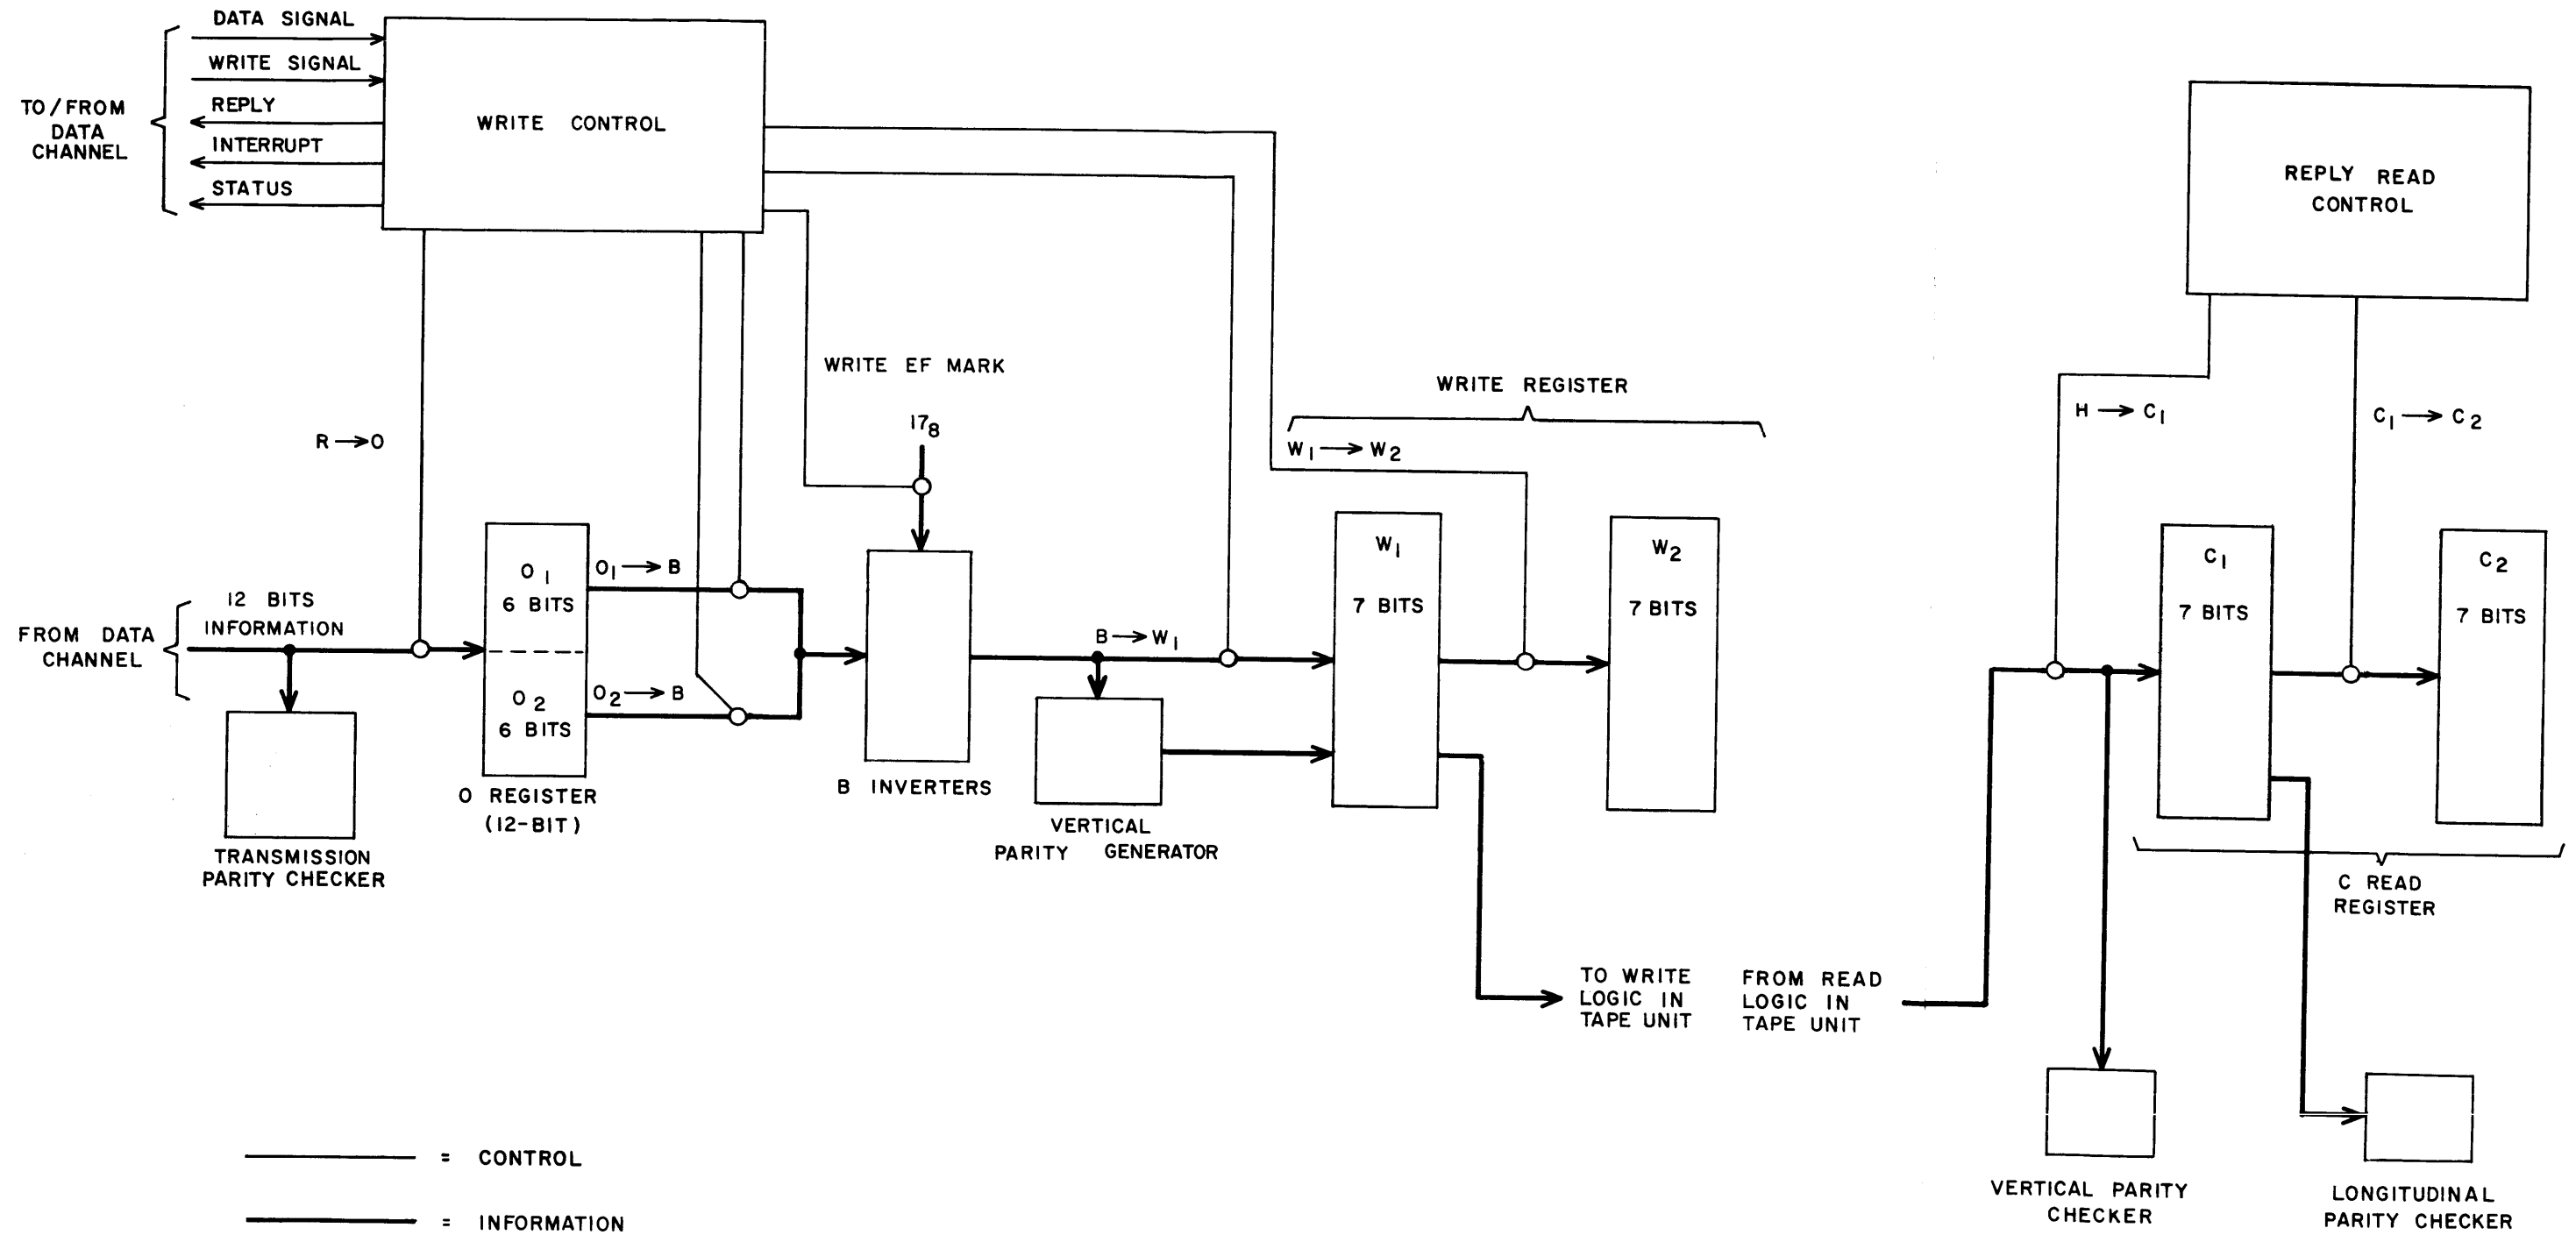 DATA SIGNAL
WRITE SIGNAL
REPLY
INTERRUPT
STATUS
TO/FROM
DATA
CHANNEL
WRITE CONTROL
REPLY READ
CONTROL
WRITE EF MARK
17₈
WRITE REGISTER
W₁ → W₂
R → O
H → C₁
C₁ → C₂
12 BITS
INFORMATION
FROM DATA
CHANNEL
O₁
6 BITS
O₂
6 BITS
O₁ → B
O₂ → B
O REGISTER
(12-BIT)
TRANSMISSION
PARITY CHECKER
B INVERTERS
B → W₁
VERTICAL
PARITY GENERATOR
W₁
7 BITS
W₂
7 BITS
C₁
7 BITS
C₂
7 BITS
C READ
REGISTER
TO WRITE
LOGIC IN
TAPE UNIT
FROM READ
LOGIC IN
TAPE UNIT
VERTICAL PARITY
CHECKER
LONGITUDINAL
PARITY CHECKER
= CONTROL
= INFORMATION